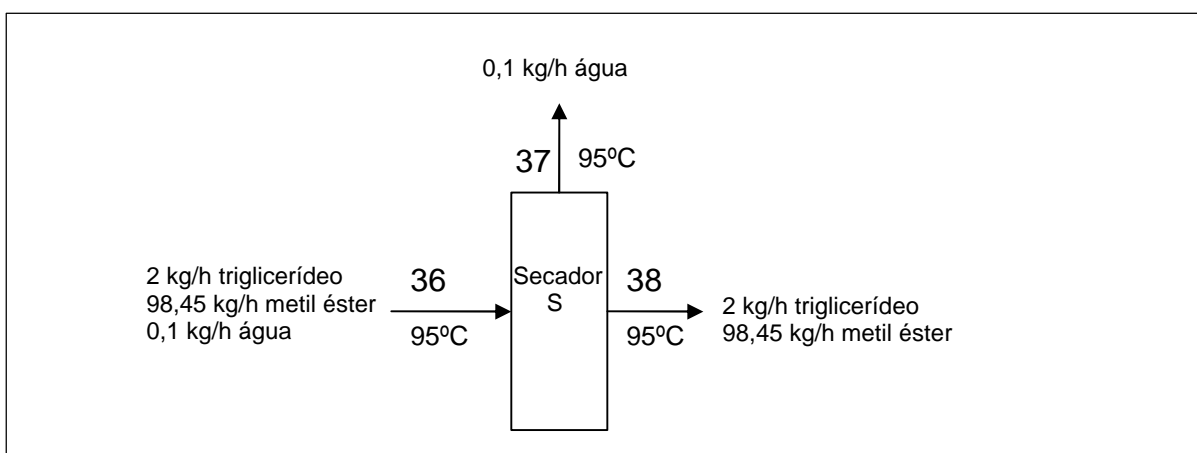 0,1 kg/h água
37
95ºC
2 kg/h triglicerídeo
98,45 kg/h metil éster
0,1 kg/h água
36
95ºC
Secador
S
38
95ºC
2 kg/h triglicerídeo
98,45 kg/h metil éster